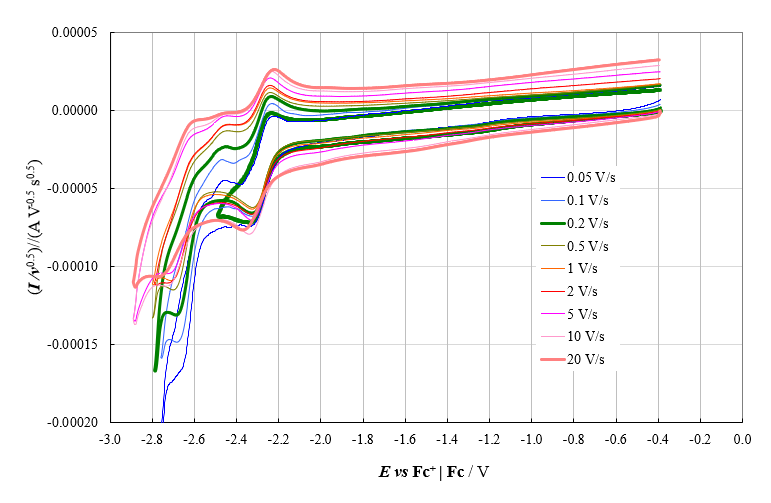 0.00005
0.00000
-0.00005
-0.00010
-0.00015
-0.00020
(I /v^0.5)/(A V^-0.5 s^0.5)
0.05 V/s
0.1 V/s
0.2 V/s
0.5 V/s
1 V/s
2 V/s
5 V/s
10 V/s
20 V/s
-3.0 -2.8 -2.6 -2.4 -2.2 -2.0 -1.8 -1.6 -1.4 -1.2 -1.0 -0.8 -0.6 -0.4 -0.2 0.0
E vs Fc⁺ | Fc / V